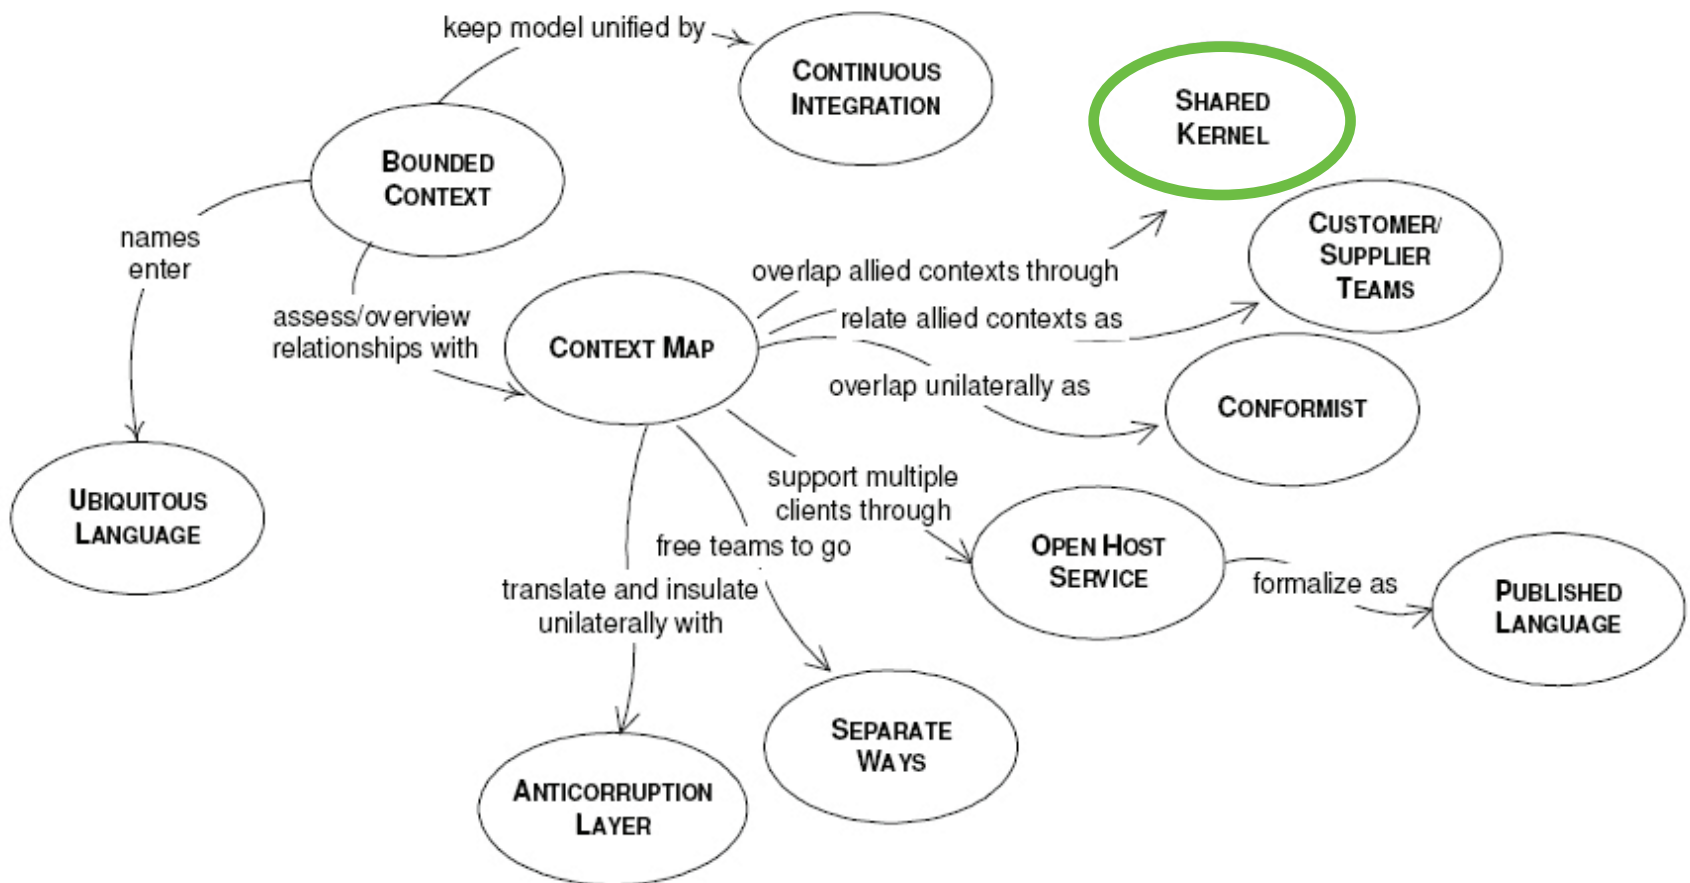 keep model unified by
CONTINUOUS
INTEGRATION
SHARED
KERNEL
BOUNDED
CONTEXT
CUSTOMER/
SUPPLIER
TEAMS
names
enter
overlap allied contexts through
assess/overview
relationships with
relate allied contexts as
CONTEXT MAP
overlap unilaterally as
CONFORMIST
support multiple
clients through
UBIQUITOUS
LANGUAGE
free teams to go
OPEN HOST
SERVICE
formalize as
PUBLISHED
LANGUAGE
translate and insulate
unilaterally with
SEPARATE
WAYS
ANTICORRUPTION
LAYER